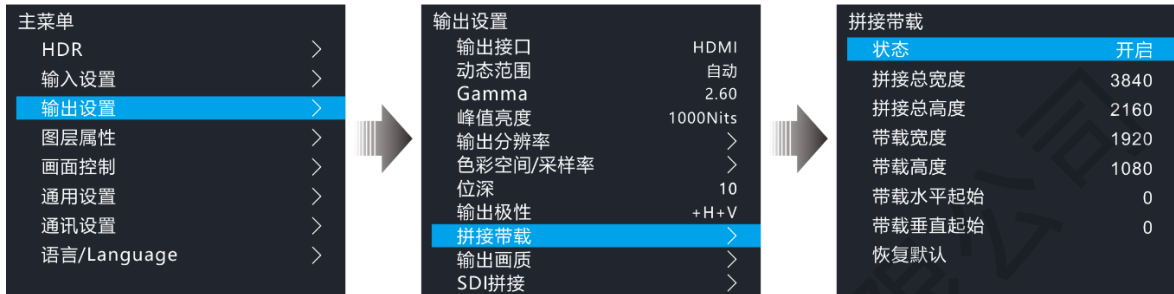 主菜单
HDR
输入设置
输出设置
图层属性
画面控制
通用设置
通讯设置
语言/Language
输出设置
输出接口 HDMI
动态范围 自动
Gamma 2.60
峰值亮度 1000Nits
输出分辨率
色彩空间/采样率
位深 10
输出极性 +H+V
拼接带载
输出画质
SDI拼接
拼接带载
状态 开启
拼接总宽度 3840
拼接总高度 2160
带载宽度 1920
带载高度 1080
带载水平起始 0
带载垂直起始 0
恢复默认
公司